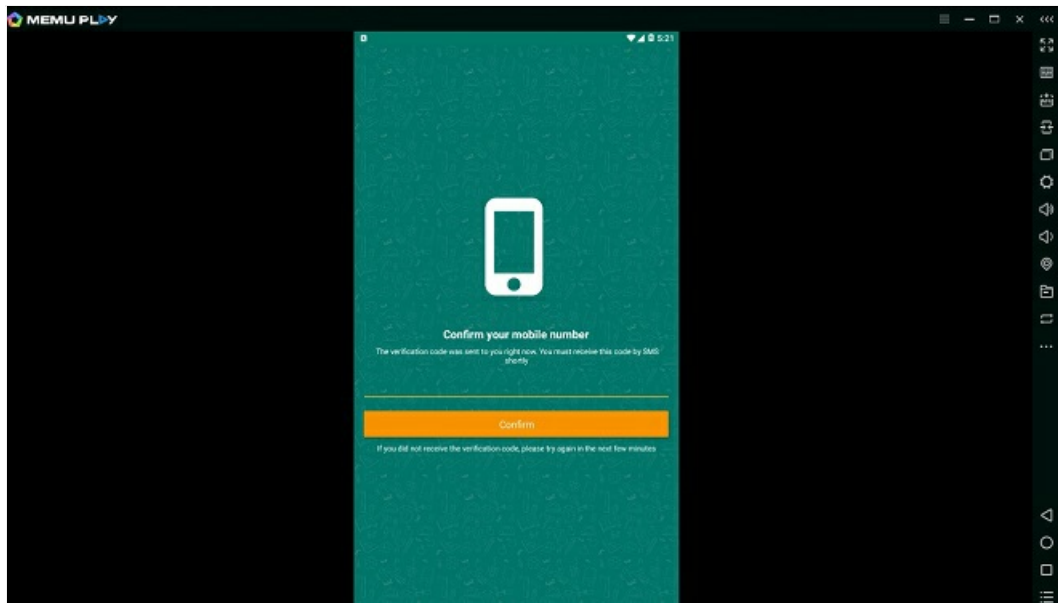 MEMU PLAY
5:21
Confirm your mobile number
The verification code was sent to you right now. You must receive this code by SMS
shortly
Confirm
If you did not receive the verification code, please try again in the next few minutes